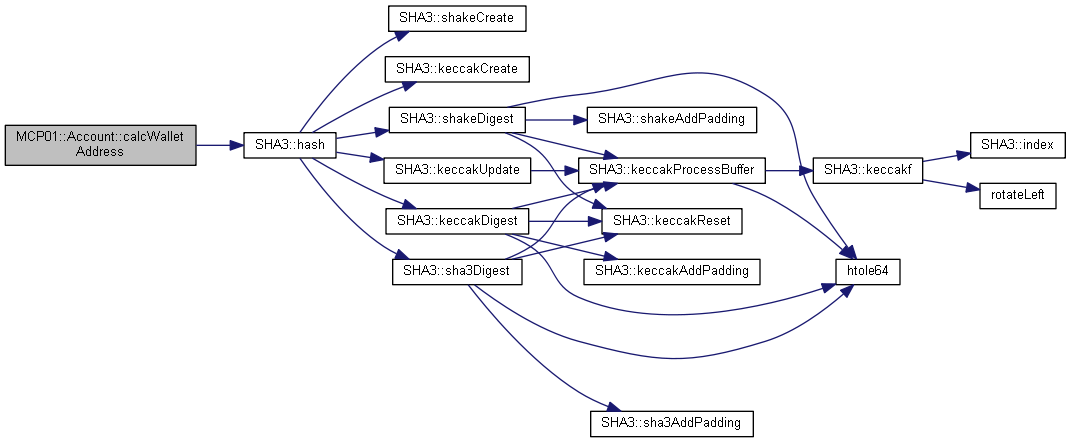 MCP01::Account::calcWallet
Address
SHA3::hash
SHA3::shakeCreate
SHA3::keccakCreate
SHA3::shakeDigest
SHA3::keccakUpdate
SHA3::keccakDigest
SHA3::sha3Digest
SHA3::shakeAddPadding
SHA3::keccakProcessBuffer
SHA3::keccakReset
SHA3::keccakAddPadding
SHA3::sha3AddPadding
SHA3::keccakf
htole64
SHA3::index
rotateLeft